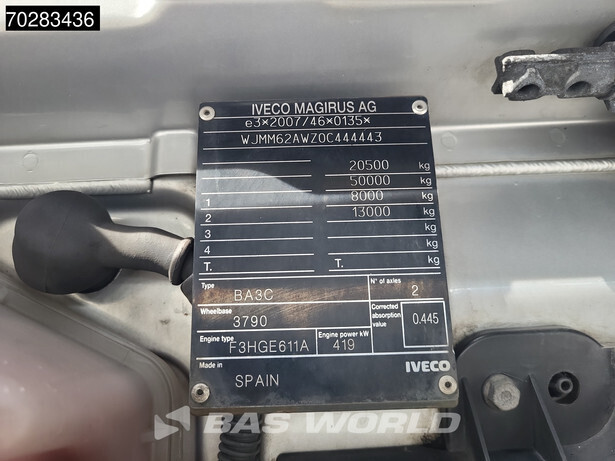 70283436
IVECO MAGIRUS AG
e3×2007/46×0135×
WJMM62AWZ0C444443
20500 kg
50000 kg
1 8000 kg
2 13000 kg
3 kg
4 kg
T. T. kg
Type BA3C N° of axles 2
Wheelbase 3790 Corrected absorption value 0.445
Engine type F3HGE611A Engine power kW 419
Made in SPAIN IVECO
BAS WORLD